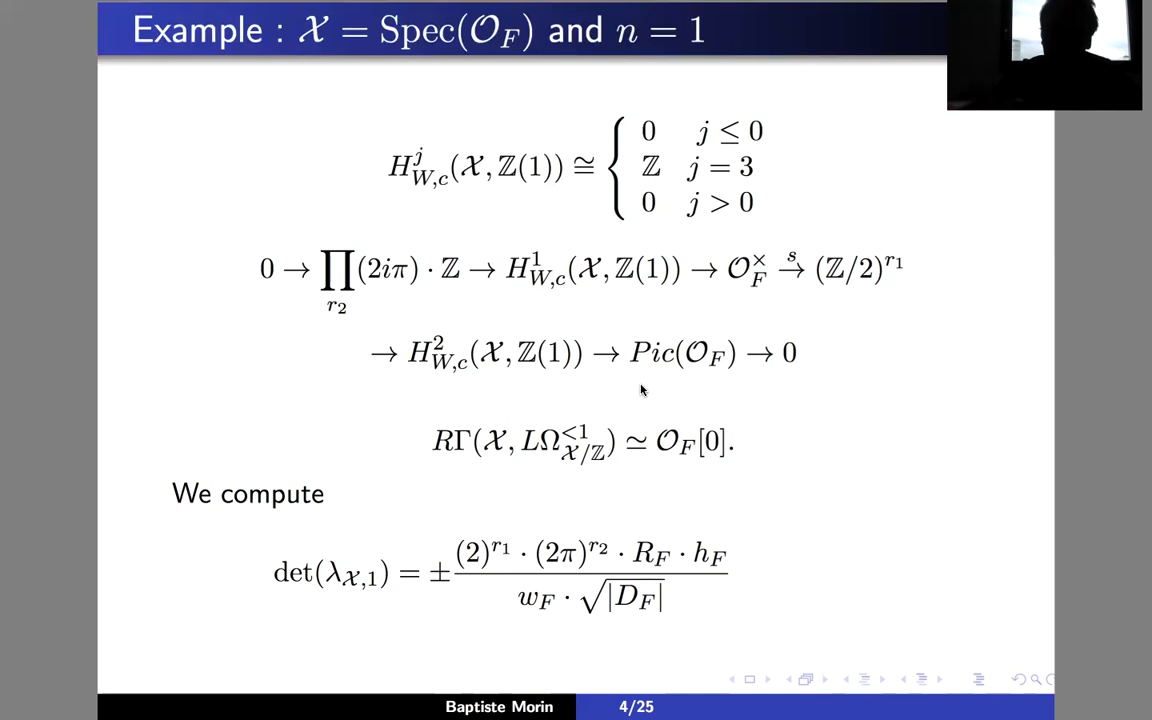 Example : 𝒳 = Spec(𝒪_F) and n = 1
H^j_{W,c}(𝒳, ℤ(1)) ≅ { 0 j ≤ 0
ℤ j = 3
0 j > 0
0 → ∏_{r_2} (2iπ) · ℤ → H^1_{W,c}(𝒳, ℤ(1)) → 𝒪_F^× →^s (ℤ/2)^{r_1}
→ H^2_{W,c}(𝒳, ℤ(1)) → Pic(𝒪_F) → 0
RΓ(𝒳, LΩ^{<1}_{𝒳/ℤ}) ≃ 𝒪_F[0].
We compute
det(λ_{𝒳,1}) = ± \frac{(2)^{r_1} · (2π)^{r_2} · R_F · h_F}{w_F · \sqrt{|D_F|}}
Baptiste Morin 4/25